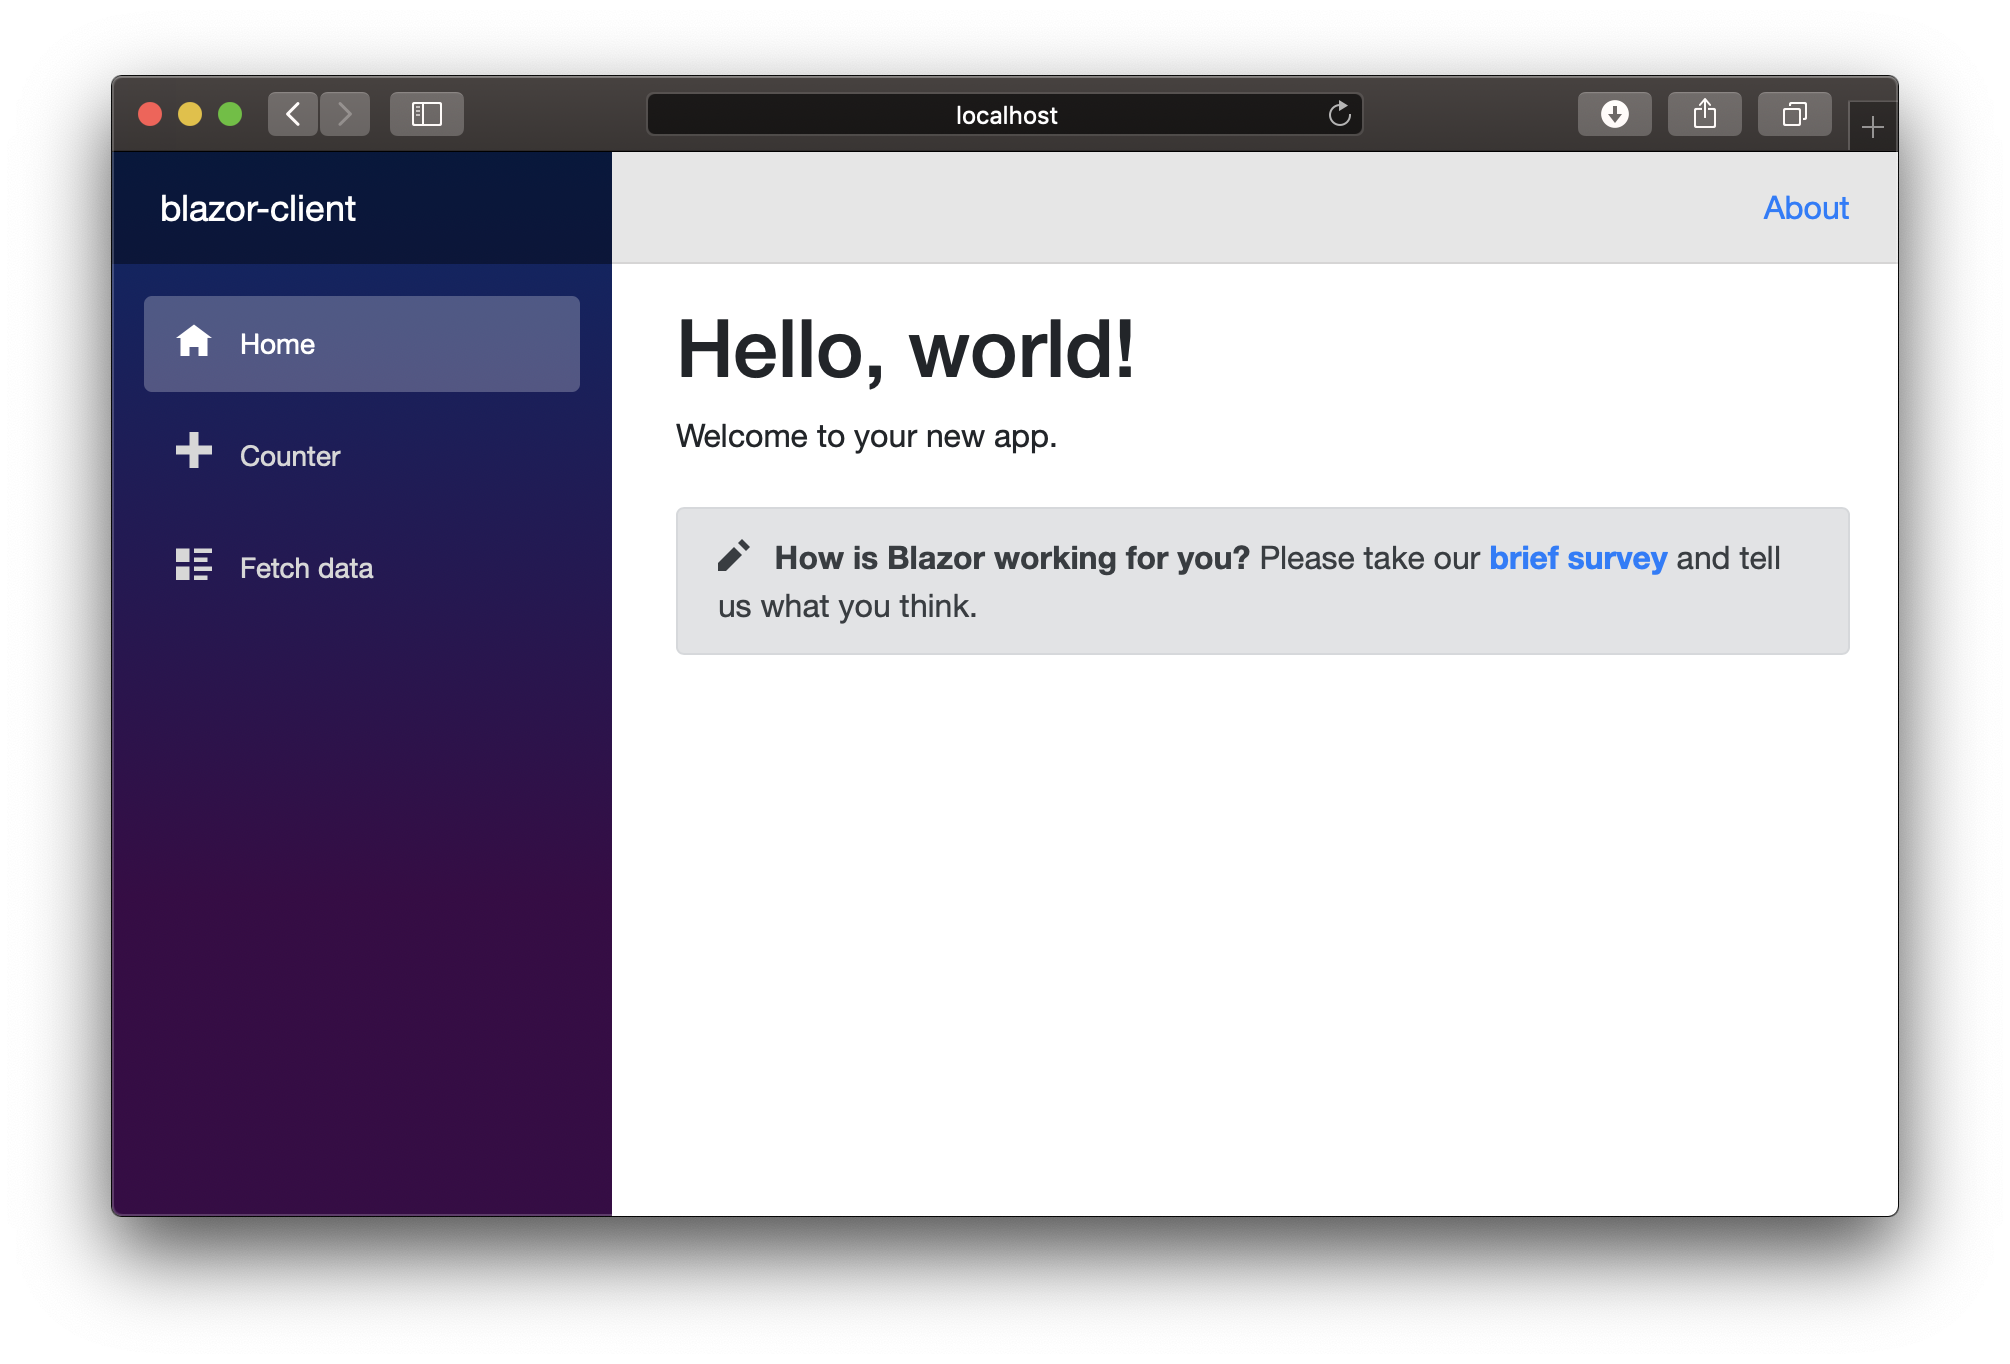 localhost
blazor-client
About
Home
Counter
Fetch data
Hello, world!
Welcome to your new app.
How is Blazor working for you? Please take our brief survey and tell
us what you think.